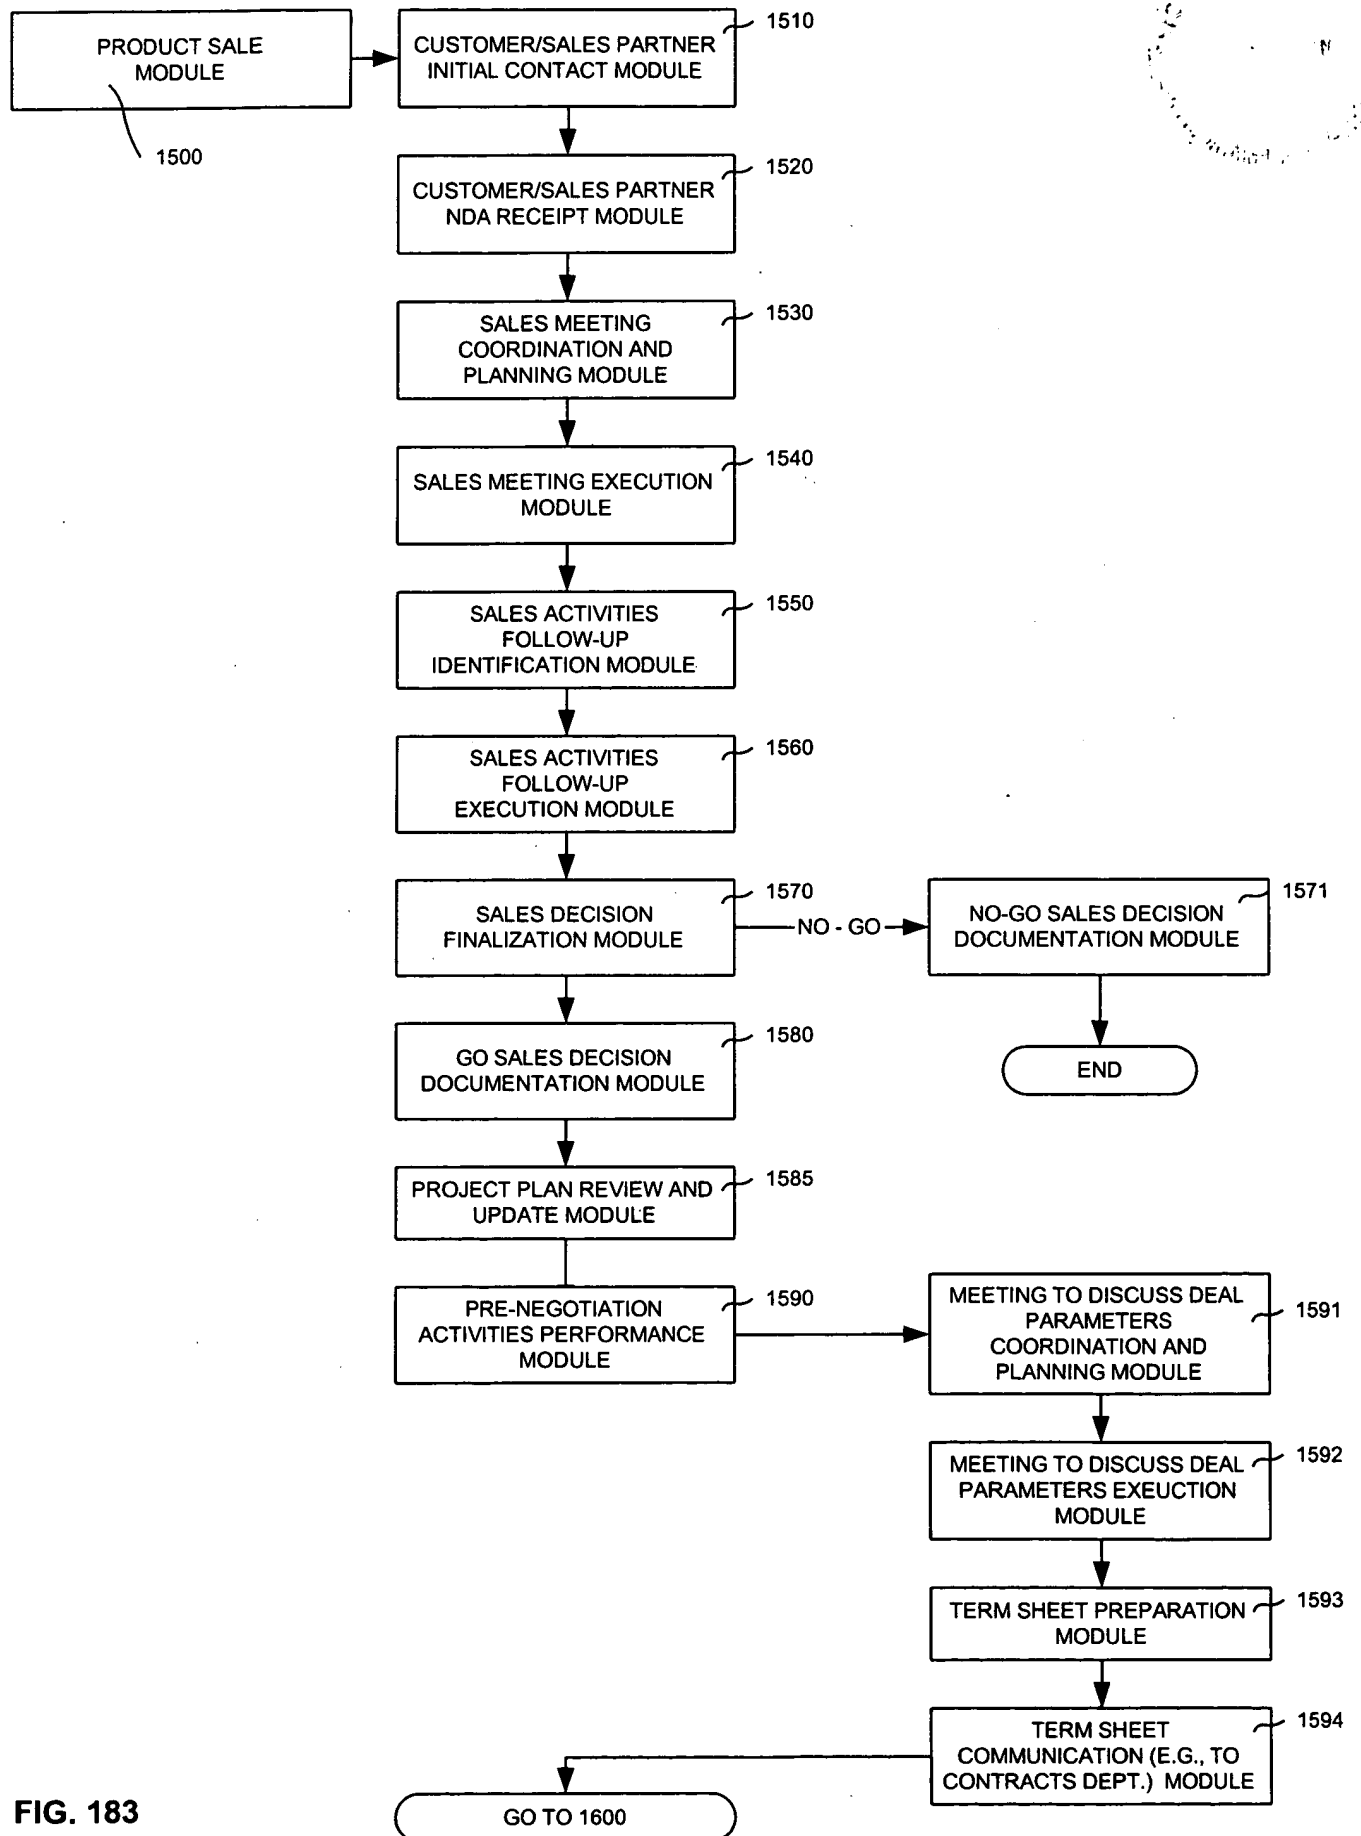 PRODUCT SALE
MODULE
1500
CUSTOMER/SALES PARTNER
INITIAL CONTACT MODULE
1510
CUSTOMER/SALES PARTNER
NDA RECEIPT MODULE
1520
SALES MEETING
COORDINATION AND
PLANNING MODULE
1530
SALES MEETING EXECUTION
MODULE
1540
SALES ACTIVITIES
FOLLOW-UP
IDENTIFICATION MODULE
1550
SALES ACTIVITIES
FOLLOW-UP
EXECUTION MODULE
1560
SALES DECISION
FINALIZATION MODULE
1570
NO - GO
NO-GO SALES DECISION
DOCUMENTATION MODULE
1571
END
GO SALES DECISION
DOCUMENTATION MODULE
1580
PROJECT PLAN REVIEW AND
UPDATE MODULE
1585
PRE-NEGOTIATION
ACTIVITIES PERFORMANCE
MODULE
1590
MEETING TO DISCUSS DEAL
PARAMETERS
COORDINATION AND
PLANNING MODULE
1591
MEETING TO DISCUSS DEAL
PARAMETERS EXEUCTION
MODULE
1592
TERM SHEET PREPARATION
MODULE
1593
TERM SHEET
COMMUNICATION (E.G., TO
CONTRACTS DEPT.) MODULE
1594
GO TO 1600
FIG. 183